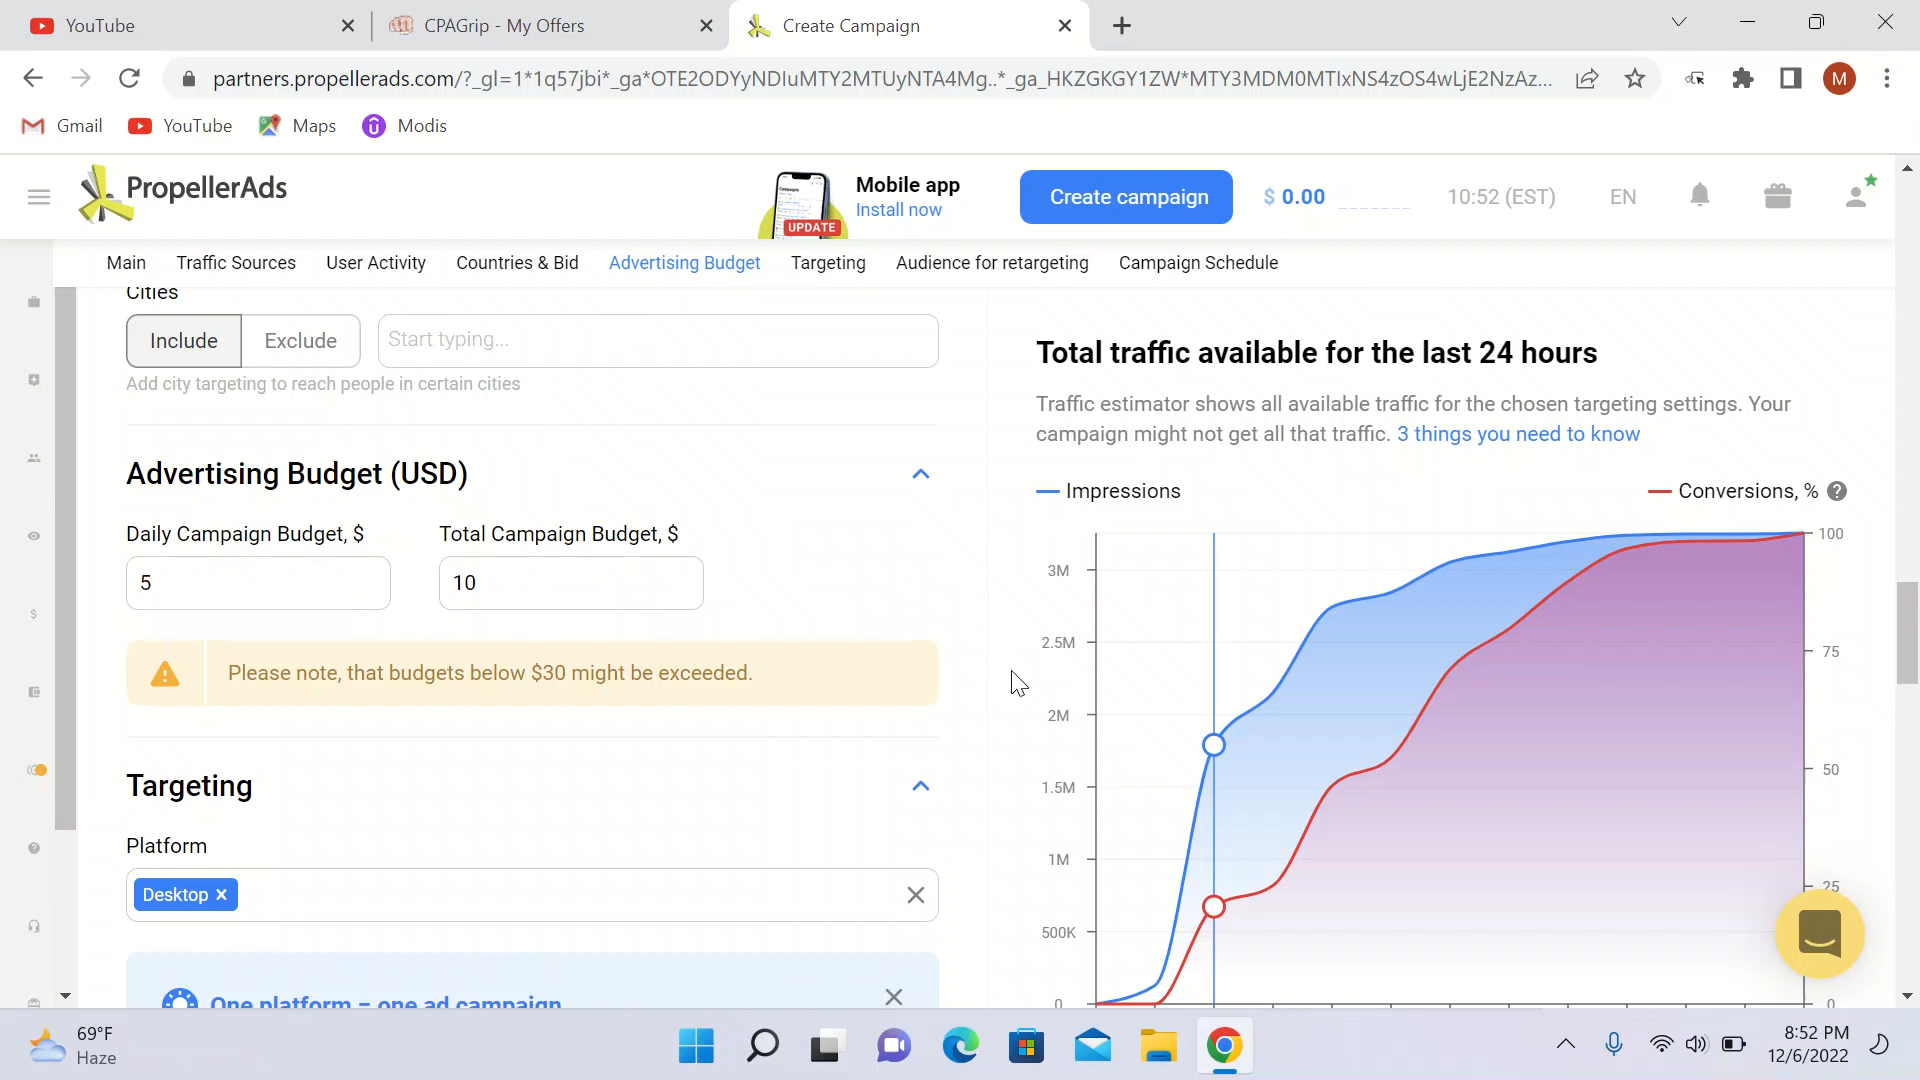 YouTube
CPAGrip - My Offers
Create Campaign
partners.propellerads.com/?_gl=1*1q57jbi*_ga*OTE2ODYyNDIuMTY2MTUyNTA4Mg..*_ga_HKZGKGY1ZW*MTY3MDM0MTIxNS4zOS4wLjE2NzAz...
M
Gmail
YouTube
Maps
Modis
PropellerAds
UPDATE
Mobile app
Install now
Create campaign
$ 0.00
10:52 (EST)
EN
Main
Traffic Sources
User Activity
Countries & Bid
Advertising Budget
Targeting
Audience for retargeting
Campaign Schedule
Cities
Include
Exclude
Start typing...
Add city targeting to reach people in certain cities
Advertising Budget (USD)
Daily Campaign Budget, $
Total Campaign Budget, $
5
10
Please note, that budgets below $30 might be exceeded.
Targeting
Platform
Desktop
One platform = one ad campaign
Total traffic available for the last 24 hours
Traffic estimator shows all available traffic for the chosen targeting settings. Your
campaign might not get all that traffic. 3 things you need to know
Impressions
Conversions, %
3M
2.5M
2M
1.5M
1M
500K
0
100
75
50
25
0
69°F
Haze
8:52 PM
12/6/2022